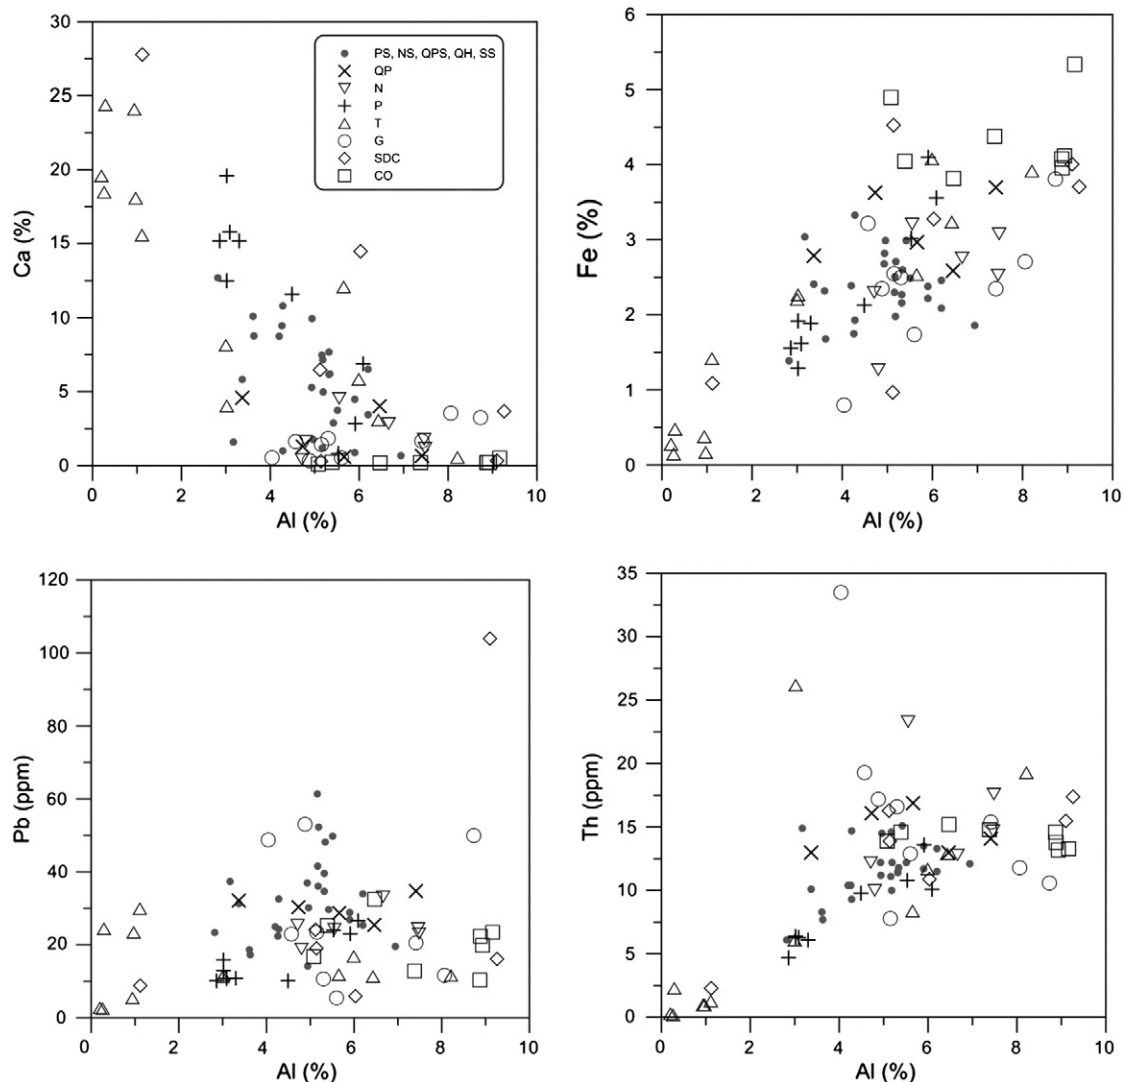 30
25
20
15
10
5
0
Ca (%)
0 2 4 6 8 10
Al (%)
PS, NS, QPS, QH, SS
QP
N
P
T
G
SDC
CO
6
5
4
3
2
1
0
Fe (%)
0 2 4 6 8 10
Al (%)
120
100
80
60
40
20
0
Pb (ppm)
0 2 4 6 8 10
Al (%)
35
30
25
20
15
10
5
0
Th (ppm)
0 2 4 6 8 10
Al (%)